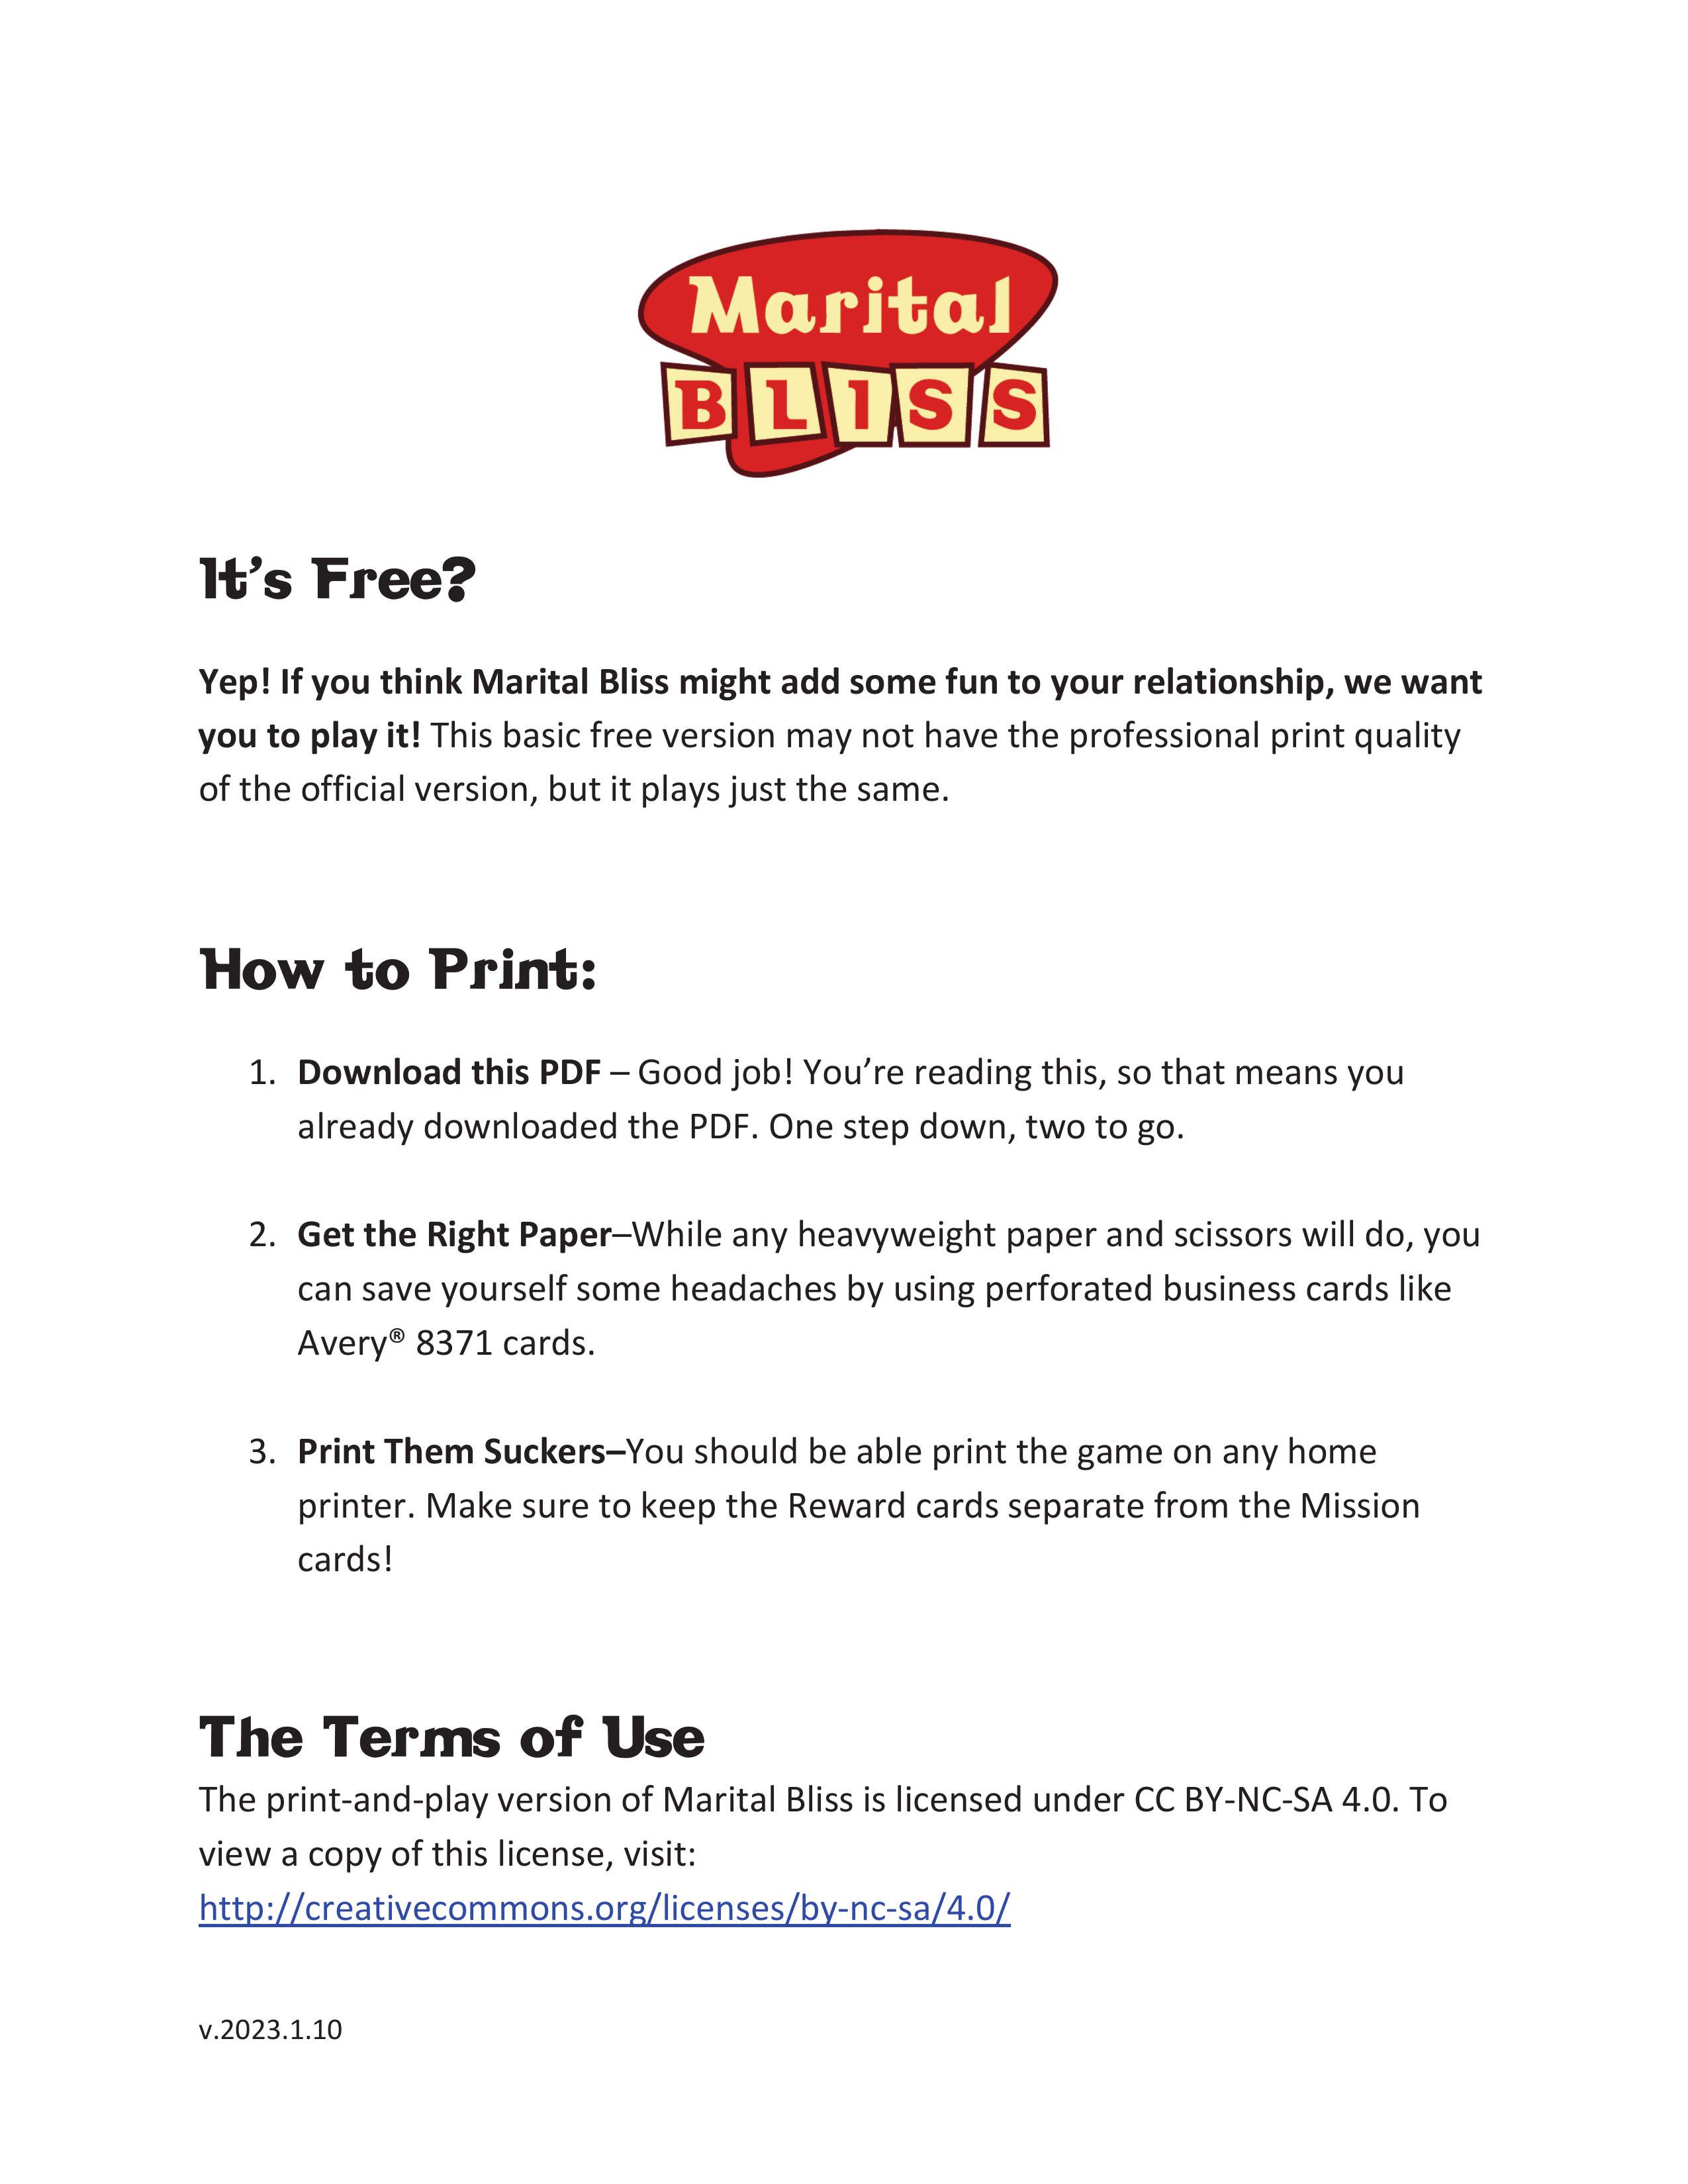 Marital
BLISS
It’s Free?
Yep! If you think Marital Bliss might add some fun to your relationship, we want
you to play it! This basic free version may not have the professional print quality
of the official version, but it plays just the same.
How to Print:
1. Download this PDF – Good job! You’re reading this, so that means you
already downloaded the PDF. One step down, two to go.
2. Get the Right Paper–While any heavyweight paper and scissors will do, you
can save yourself some headaches by using perforated business cards like
Avery® 8371 cards.
3. Print Them Suckers–You should be able print the game on any home
printer. Make sure to keep the Reward cards separate from the Mission
cards!
The Terms of Use
The print-and-play version of Marital Bliss is licensed under CC BY-NC-SA 4.0. To
view a copy of this license, visit:
http://creativecommons.org/licenses/by-nc-sa/4.0/
v.2023.1.10